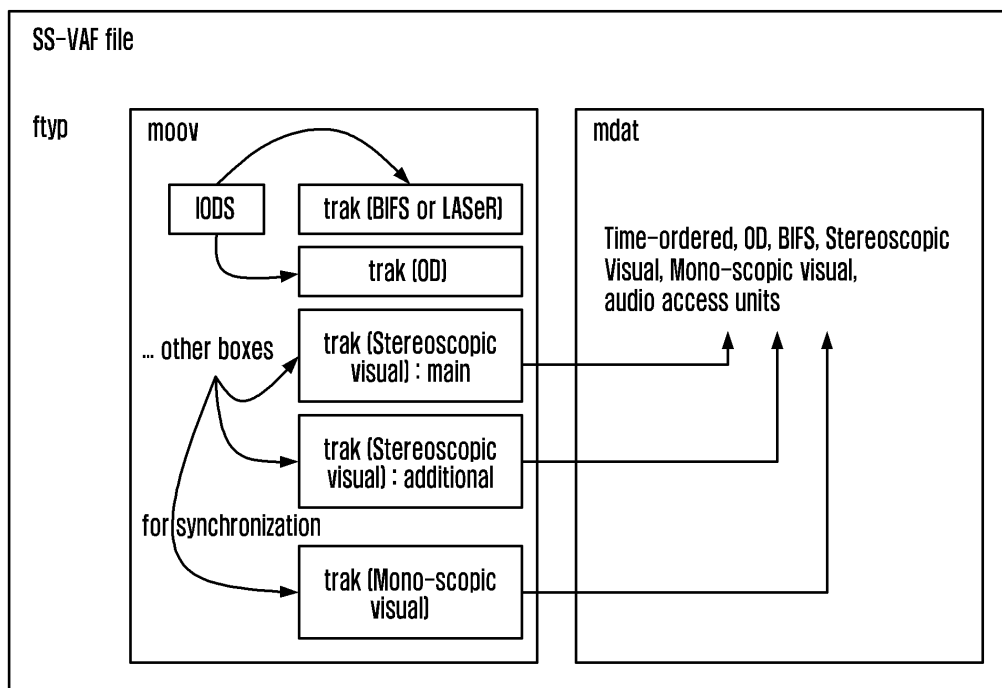 SS-VAF file
ftyp
moov
IODS
trak (BIFS or LASeR)
trak (OD)
... other boxes
trak (Stereoscopic
visual) : main
trak (Stereoscopic
visual) : additional
for synchronization
trak (Mono-scopic
visual)
mdat
Time-ordered, OD, BIFS, Stereoscopic
Visual, Mono-scopic visual,
audio access units